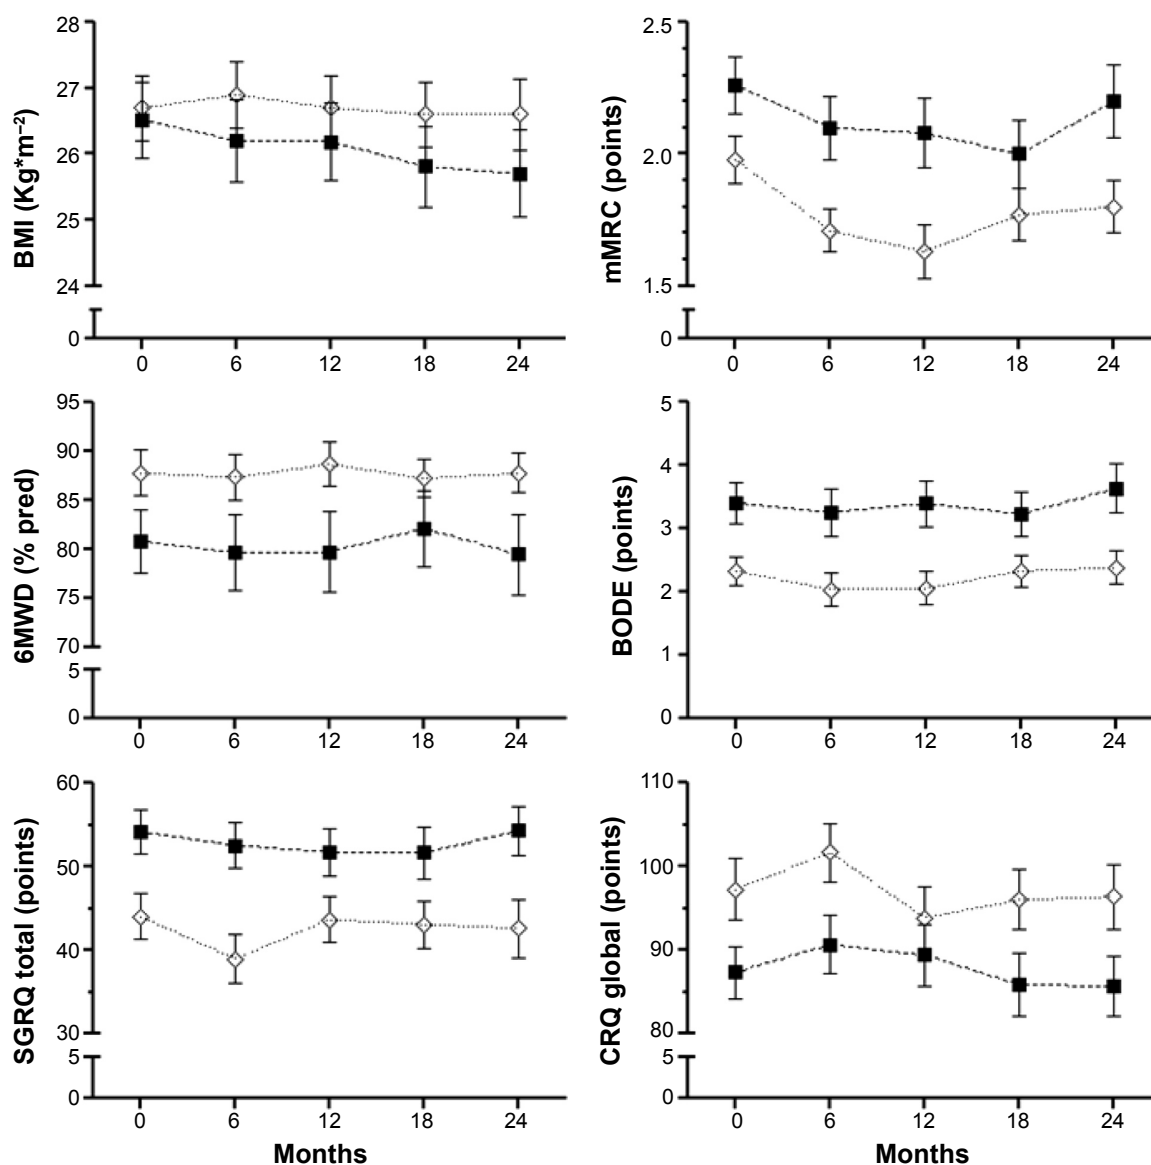 BMI (Kg*m⁻²)
28
27
26
25
24
0
0 6 12 18 24
mMRC (points)
2.5
2.0
1.5
0
0 6 12 18 24
6MWD (% pred)
95
90
85
80
75
70
5
0
0 6 12 18 24
BODE (points)
5
4
3
2
1
0
0 6 12 18 24
SGRQ total (points)
60
50
40
30
5
0
0 6 12 18 24
Months
CRQ global (points)
110
100
90
80
5
0
0 6 12 18 24
Months